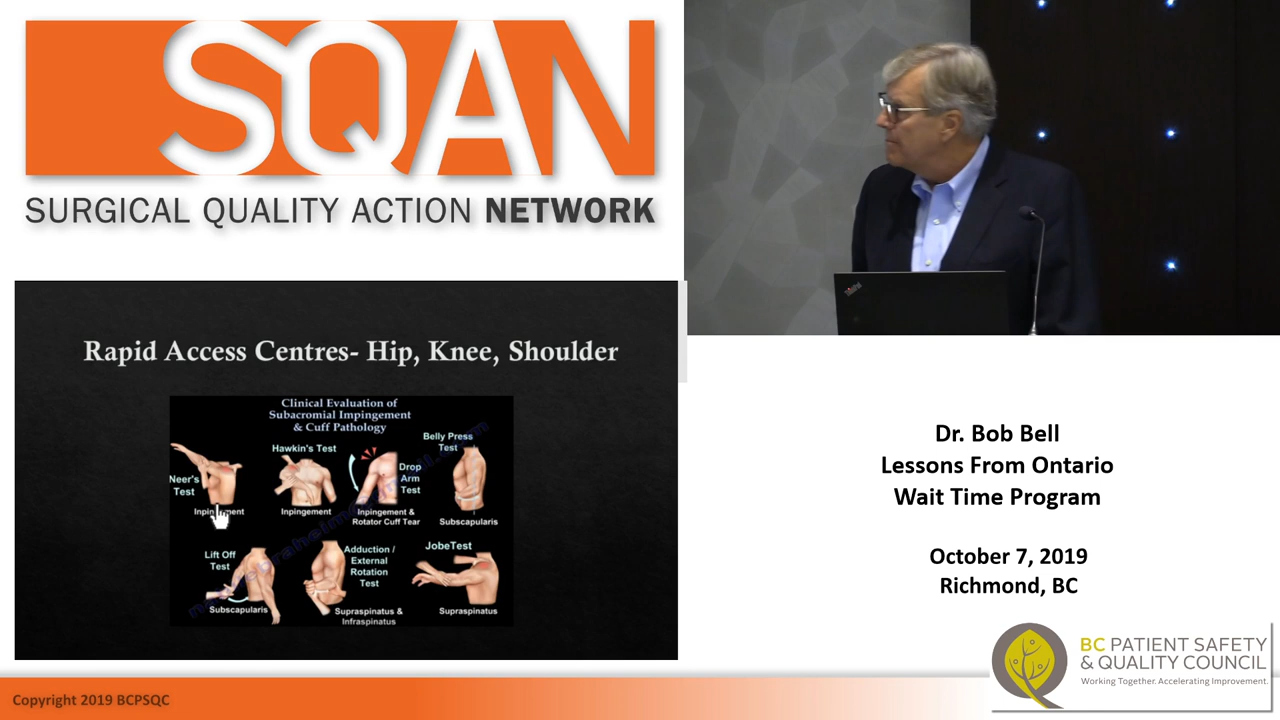 SQAN
SURGICAL QUALITY ACTION NETWORK
Rapid Access Centres- Hip, Knee, Shoulder
Clinical Evaluation of
Subacromial Impingement
& Cuff Pathology
Neer's
Test
Hawkin's Test
Impingement
Drop
Arm
Test
Impingement &
Rotator Cuff Tear
Belly Press
Test
Subscapularis
Lift Off
Test
Subscapularis
Adduction /
External
Rotation
Test
Supraspinatus &
Infraspinatus
JobeTest
Supraspinatus
Dr. Bob Bell
Lessons From Ontario
Wait Time Program
October 7, 2019
Richmond, BC
BC PATIENT SAFETY
& QUALITY COUNCIL
Working Together. Accelerating Improvement.
Copyright 2019 BCPSQC